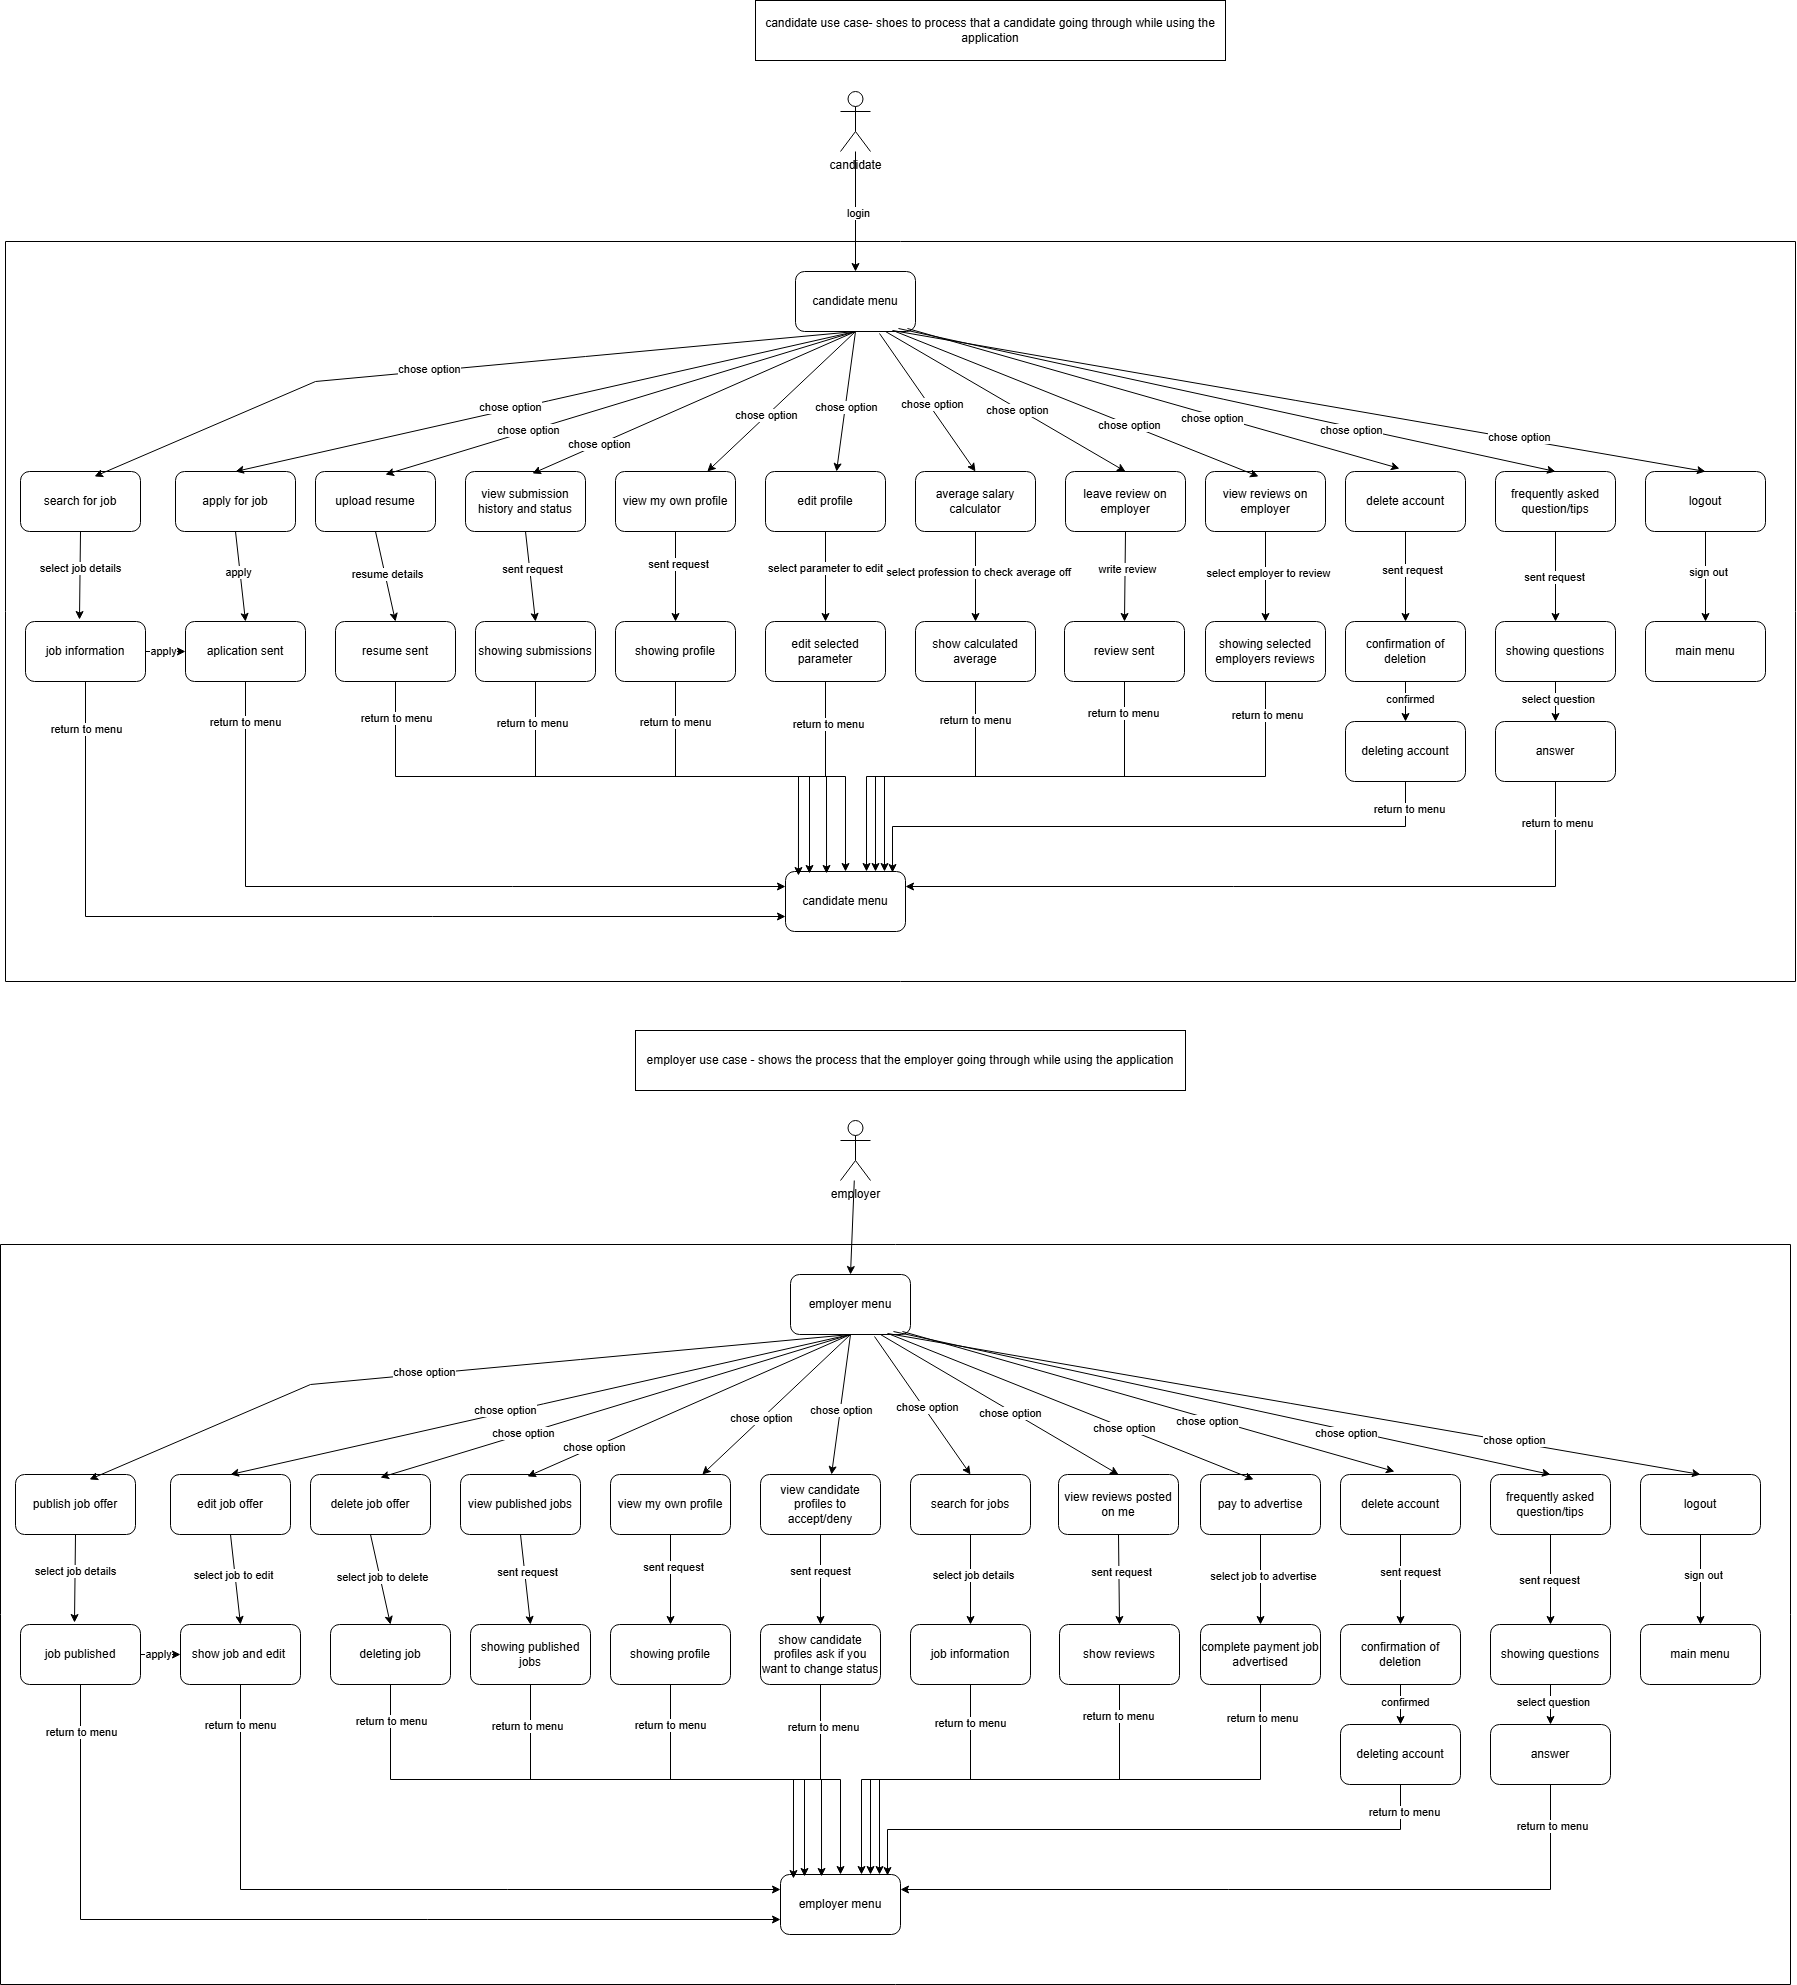 candidate use case- shoes to process that a candidate going through while using the
application
candidate
login
candidate menu
chose option
chose option
chose option
chose option
chose option
chose option
chose option
chose option
chose option
chose option
chose option
chose option
search for job
apply for job
upload resume
view submission
history and status
view my own profile
edit profile
average salary
calculator
leave review on
employer
view reviews on
employer
delete account
frequently asked
question/tips
logout
select job details
apply
resume details
sent request
sent request
select parameter to edit
select profession to check average off
write review
select employer to review
sent request
sent request
sign out
job information
apply
aplication sent
resume sent
showing submissions
showing profile
edit selected
parameter
show calculated
average
review sent
showing selected
employers reviews
confirmation of
deletion
showing questions
main menu
return to menu
return to menu
return to menu
return to menu
return to menu
return to menu
return to menu
return to menu
return to menu
confirmed
select question
deleting account
answer
return to menu
return to menu
candidate menu
employer use case - shows the process that the employer going through while using the application
employer
employer menu
chose option
chose option
chose option
chose option
chose option
chose option
chose option
chose option
chose option
chose option
chose option
chose option
publish job offer
edit job offer
delete job offer
view published jobs
view my own profile
view candidate
profiles to
accept/deny
search for jobs
view reviews posted
on me
pay to advertise
delete account
frequently asked
question/tips
logout
select job details
select job to edit
select job to delete
sent request
sent request
sent request
select job details
sent request
select job to advertise
sent request
sent request
sign out
job published
apply
show job and edit
deleting job
showing published
jobs
showing profile
show candidate
profiles ask if you
want to change status
job information
show reviews
complete payment job
advertised
confirmation of
deletion
showing questions
main menu
return to menu
return to menu
return to menu
return to menu
return to menu
return to menu
return to menu
return to menu
return to menu
confirmed
select question
deleting account
answer
return to menu
return to menu
employer menu